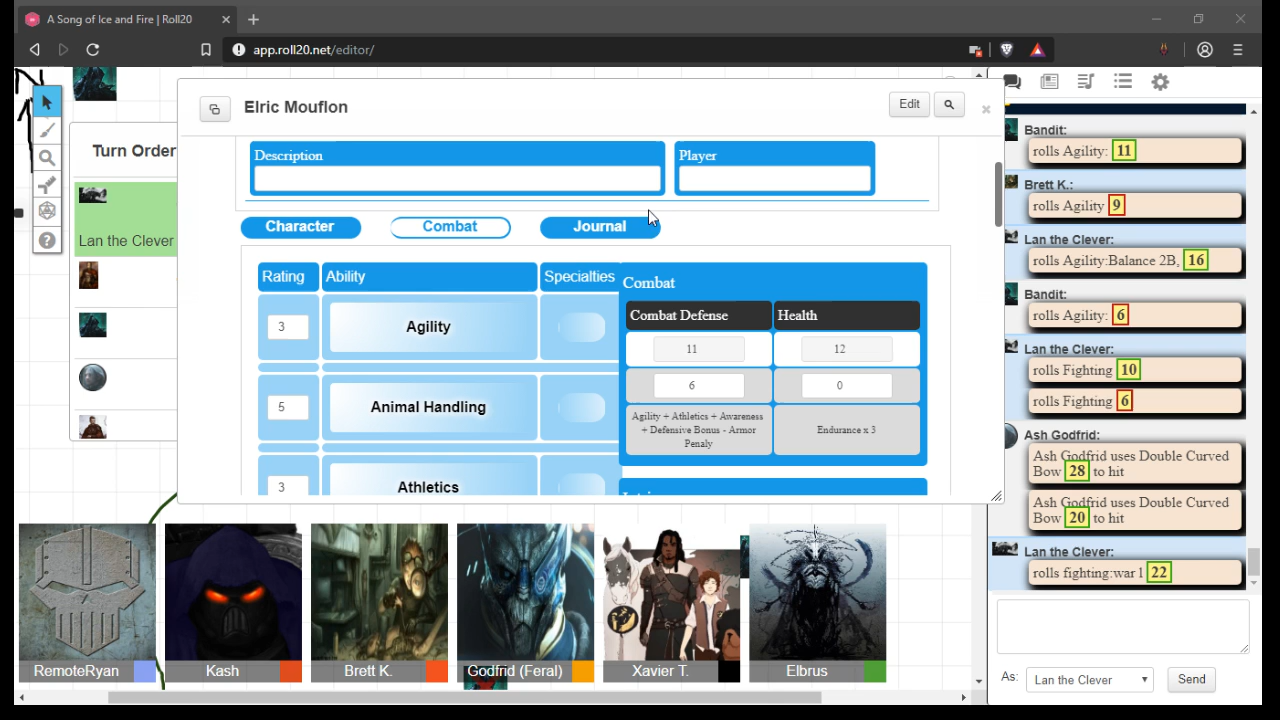 A Song of Ice and Fire | Roll20
app.roll20.net/editor/
Turn Order
Lan the Clever
Elric Mouflon
Edit
Description
Player
Character
Combat
Journal
Rating
Ability
Specialties
3
Agility
5
Animal Handling
3
Athletics
Combat
Combat Defense
Health
11
12
6
0
Agility + Athletics + Awareness
+ Defensive Bonus - Armor
Penaly
Endurance x 3
Bandit:
rolls Agility: 11
Brett K.:
rolls Agility 9
Lan the Clever:
rolls Agility:Balance 2B, 16
Bandit:
rolls Agility: 6
Lan the Clever:
rolls Fighting 10
rolls Fighting 6
Ash Godfrid:
Ash Godfrid uses Double Curved
Bow 28 to hit
Ash Godfrid uses Double Curved
Bow 20 to hit
Lan the Clever:
rolls fighting:war1 22
As:
Lan the Clever
Send
RemoteRyan
Kash
Brett K.
Godfrid (Feral)
Xavier T.
Elbrus